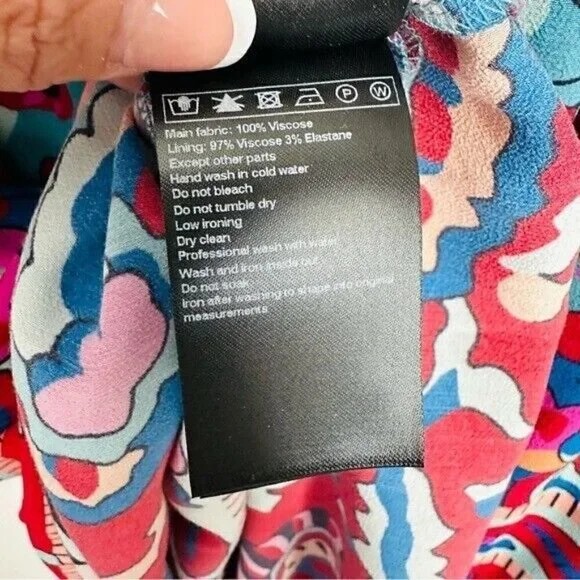 P W
Main fabric: 100% Viscose
Lining: 97% Viscose 3% Elastane
Except other parts
Hand wash in cold water
Do not bleach
Do not tumble dry
Low ironing
Dry clean
Professional wash with water
Wash and iron inside out
Do not soak
Iron after washing to shape into original
measurements